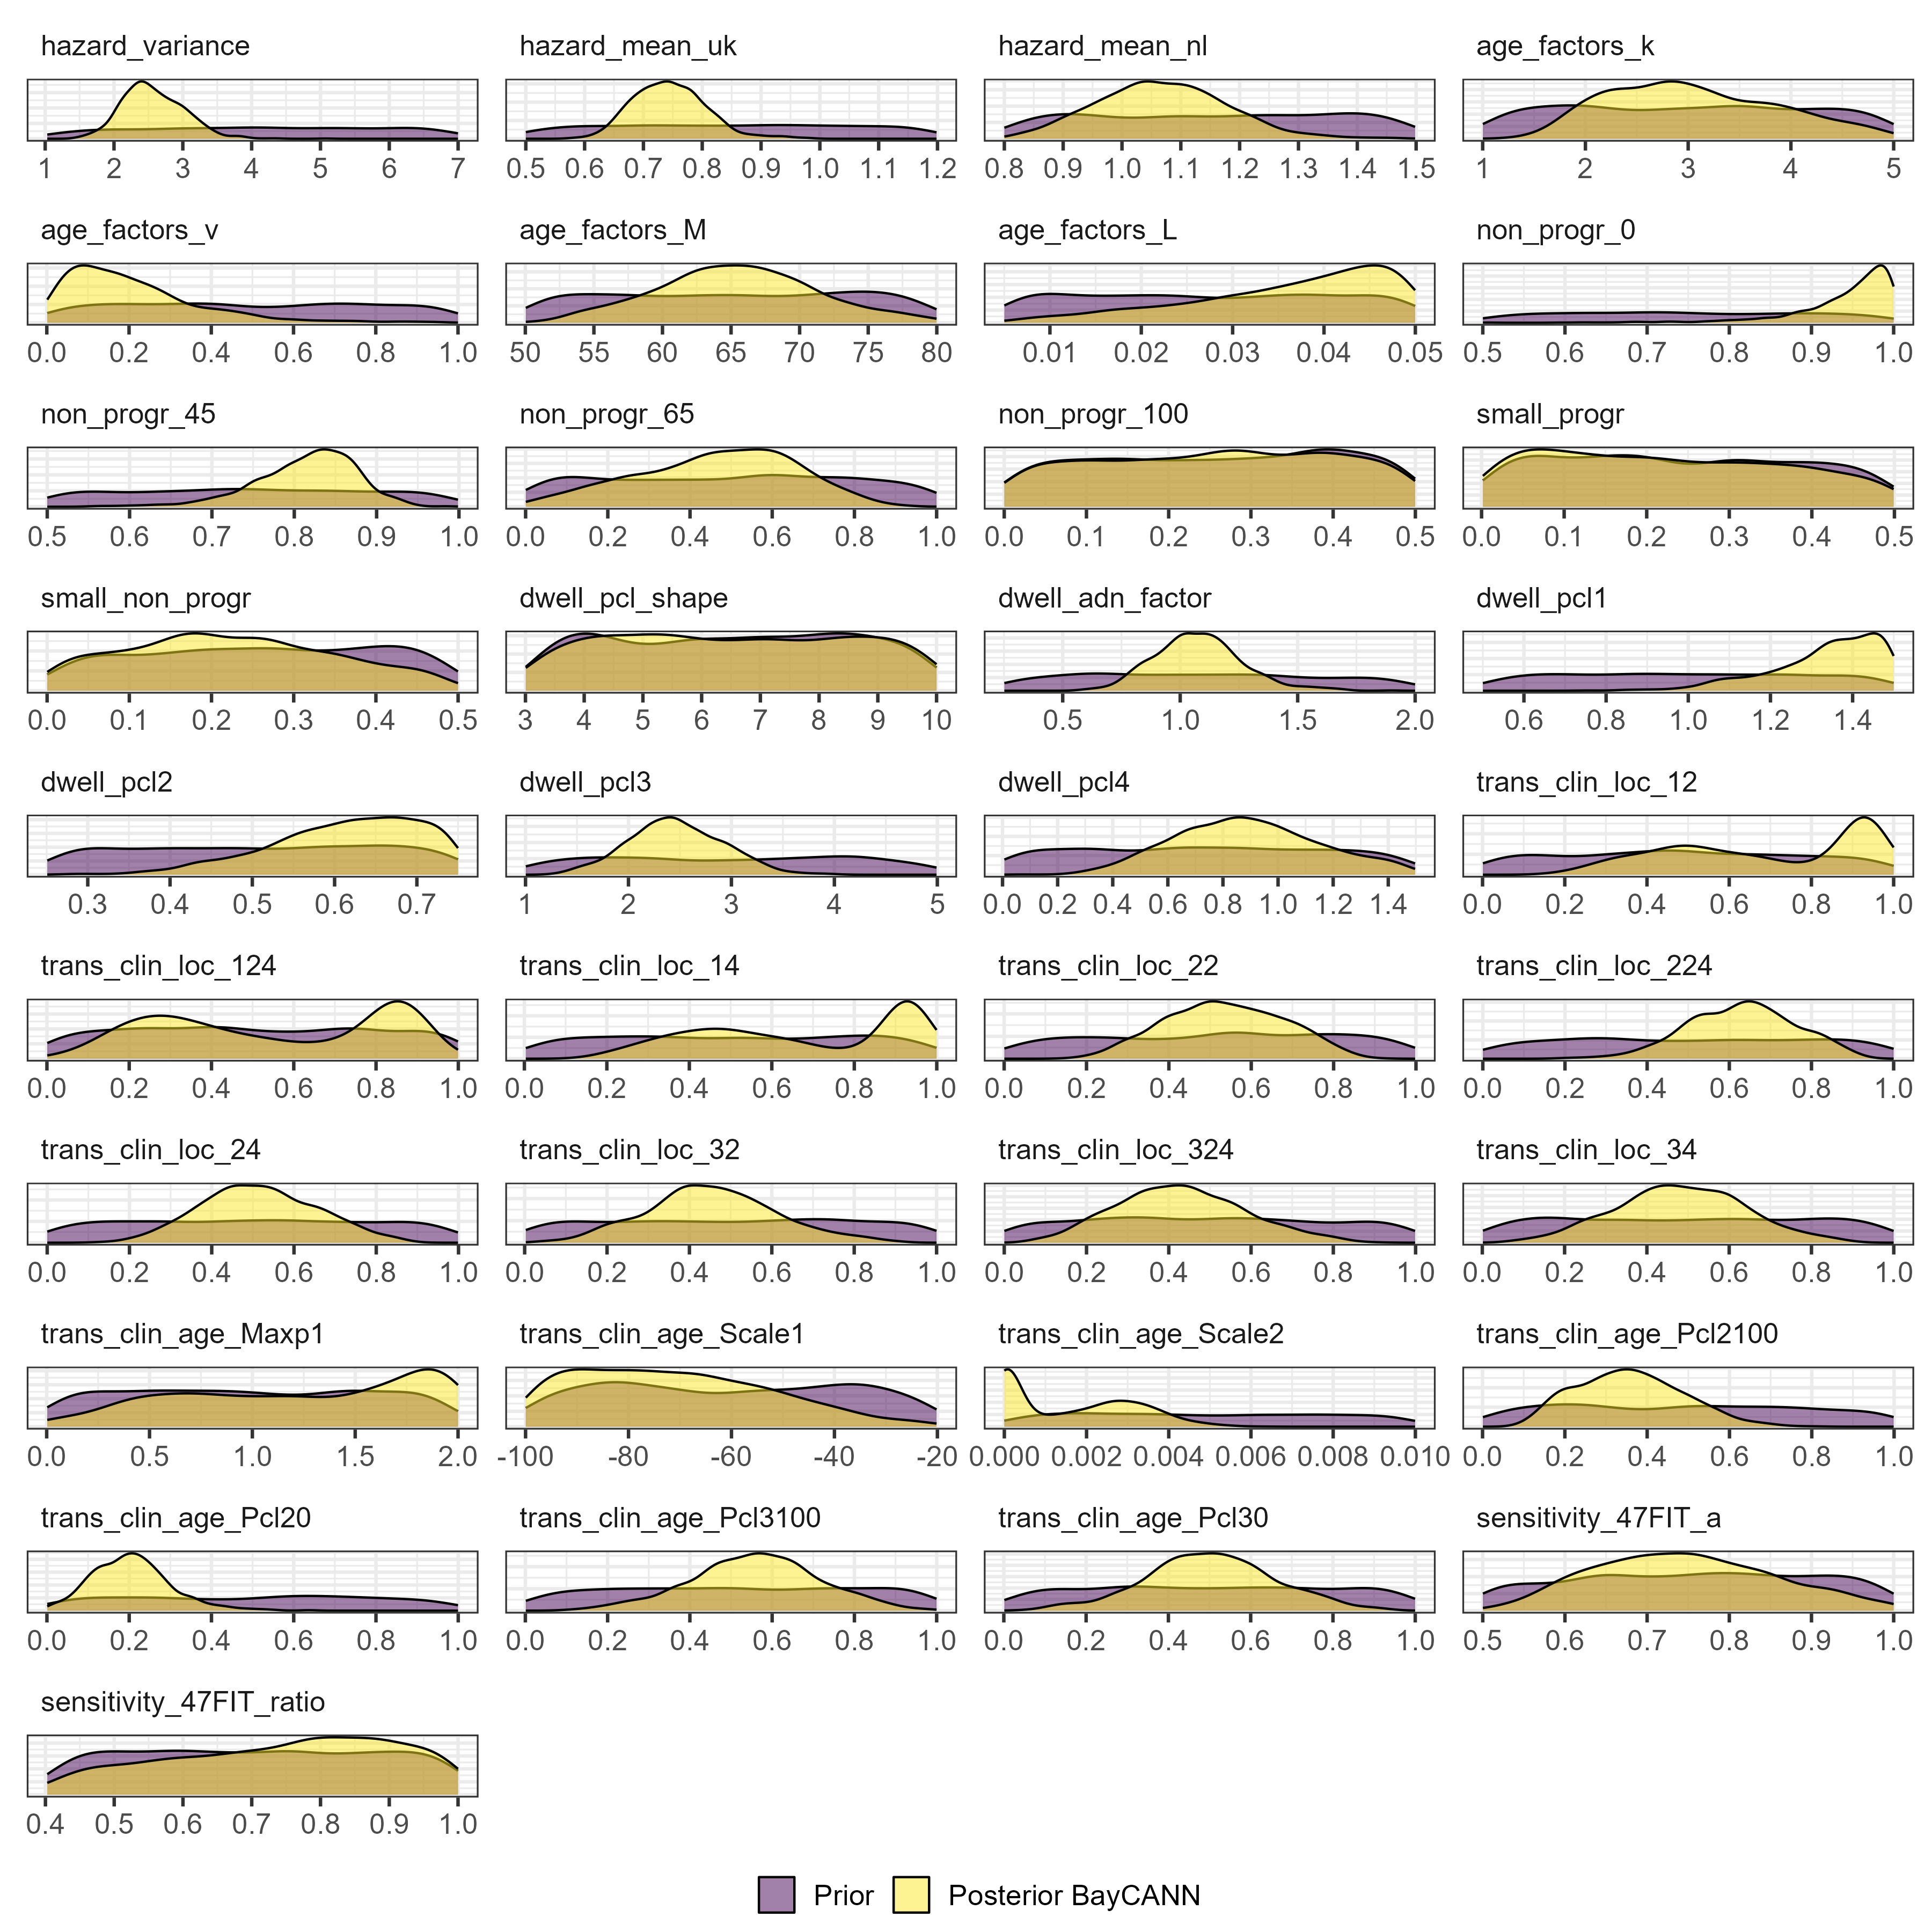 hazard_variance hazard_mean_uk hazard_mean_nl age_factors_k
1 2 3 4 5 6 7 0.5 0.6 0.7 0.8 0.9 1.0 1.1 1.2 0.8 0.9 1.0 1.1 1.2 1.3 1.4 1.5 1 2 3 4 5
age_factors_v age_factors_M age_factors_L non_progr_0
0.0 0.2 0.4 0.6 0.8 1.0 50 55 60 65 70 75 80 0.01 0.02 0.03 0.04 0.05 0.5 0.6 0.7 0.8 0.9 1.0
non_progr_45 non_progr_65 non_progr_100 small_progr
0.5 0.6 0.7 0.8 0.9 1.0 0.0 0.2 0.4 0.6 0.8 1.0 0.0 0.1 0.2 0.3 0.4 0.5 0.0 0.1 0.2 0.3 0.4 0.5
small_non_progr dwell_pcl_shape dwell_adn_factor dwell_pcl1
0.0 0.1 0.2 0.3 0.4 0.5 3 4 5 6 7 8 9 10 0.5 1.0 1.5 2.0 0.6 0.8 1.0 1.2 1.4
dwell_pcl2 dwell_pcl3 dwell_pcl4 trans_clin_loc_12
0.3 0.4 0.5 0.6 0.7 1 2 3 4 5 0.0 0.2 0.4 0.6 0.8 1.0 1.2 1.4 0.0 0.2 0.4 0.6 0.8 1.0
trans_clin_loc_124 trans_clin_loc_14 trans_clin_loc_22 trans_clin_loc_224
0.0 0.2 0.4 0.6 0.8 1.0 0.0 0.2 0.4 0.6 0.8 1.0 0.0 0.2 0.4 0.6 0.8 1.0 0.0 0.2 0.4 0.6 0.8 1.0
trans_clin_loc_24 trans_clin_loc_32 trans_clin_loc_324 trans_clin_loc_34
0.0 0.2 0.4 0.6 0.8 1.0 0.0 0.2 0.4 0.6 0.8 1.0 0.0 0.2 0.4 0.6 0.8 1.0 0.0 0.2 0.4 0.6 0.8 1.0
trans_clin_age_Maxp1 trans_clin_age_Scale1 trans_clin_age_Scale2 trans_clin_age_Pcl2100
0.0 0.5 1.0 1.5 2.0 -100 -80 -60 -40 -20 0.000 0.002 0.004 0.006 0.008 0.010 0.0 0.2 0.4 0.6 0.8 1.0
trans_clin_age_Pcl20 trans_clin_age_Pcl3100 trans_clin_age_Pcl30 sensitivity_47FIT_a
0.0 0.2 0.4 0.6 0.8 1.0 0.0 0.2 0.4 0.6 0.8 1.0 0.0 0.2 0.4 0.6 0.8 1.0 0.5 0.6 0.7 0.8 0.9 1.0
sensitivity_47FIT_ratio
0.4 0.5 0.6 0.7 0.8 0.9 1.0
Prior Posterior BayCANN